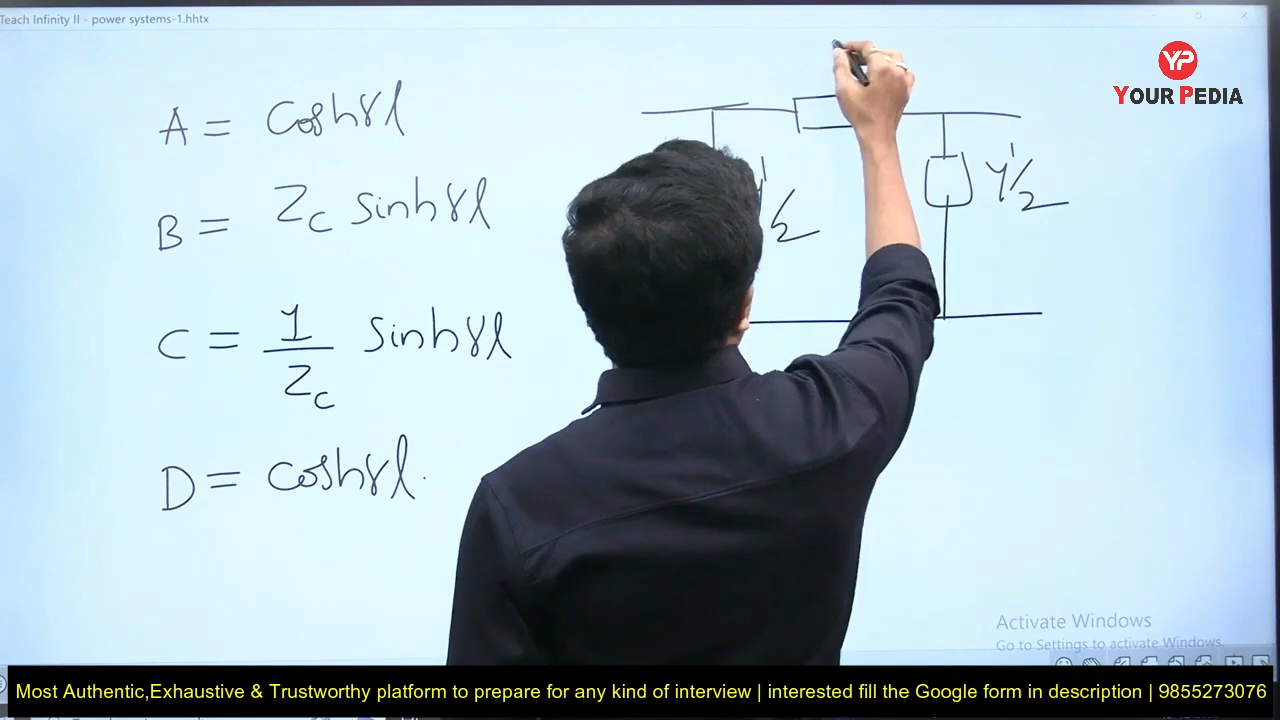 Teach Infinity II - power systems-1.hhtx
YP
YOUR PEDIA
A = coshγl
B = Zc sinhγl
C = 1/Zc sinhγl
D = coshγl.
Y'/2
Activate Windows
Go to Settings to activate Windows.
Most Authentic,Exhaustive & Trustworthy platform to prepare for any kind of interview | interested fill the Google form in description | 9855273076